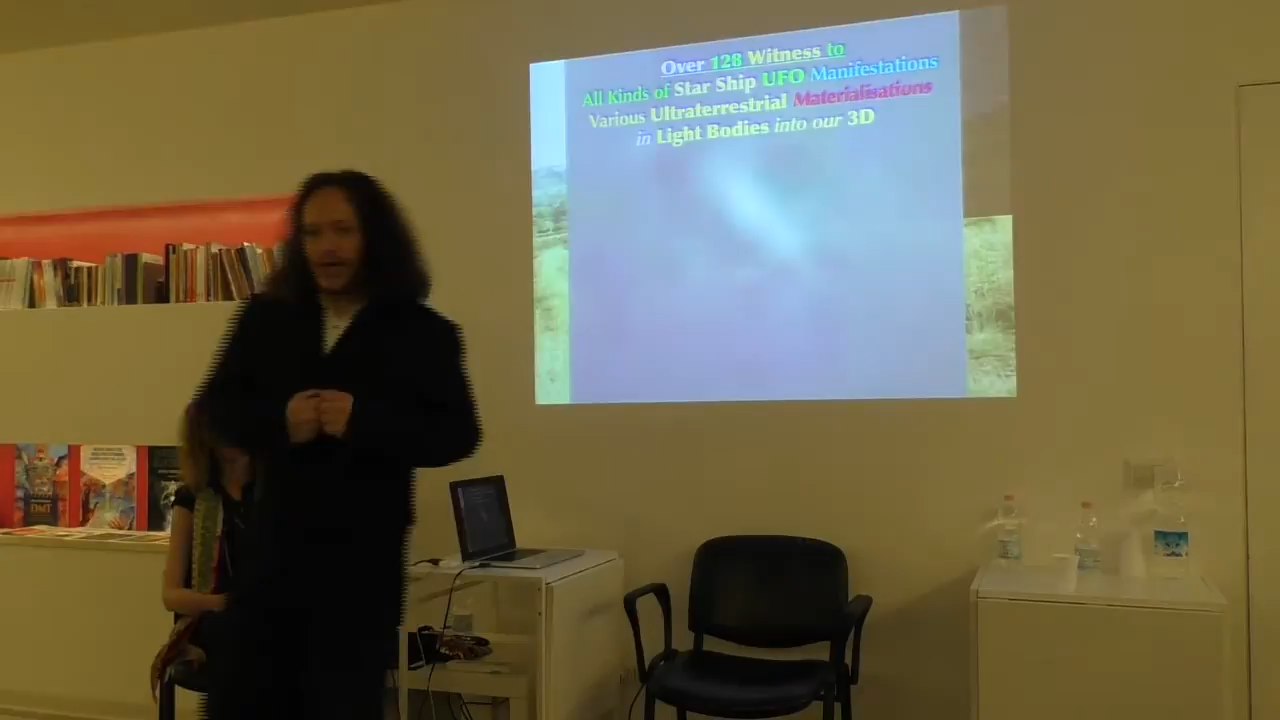 Over 128 Witness to
All Kinds of Star Ship UFO Manifestations
Various Ultraterrestrial Materialisations
in Light Bodies into our 3D
DMT